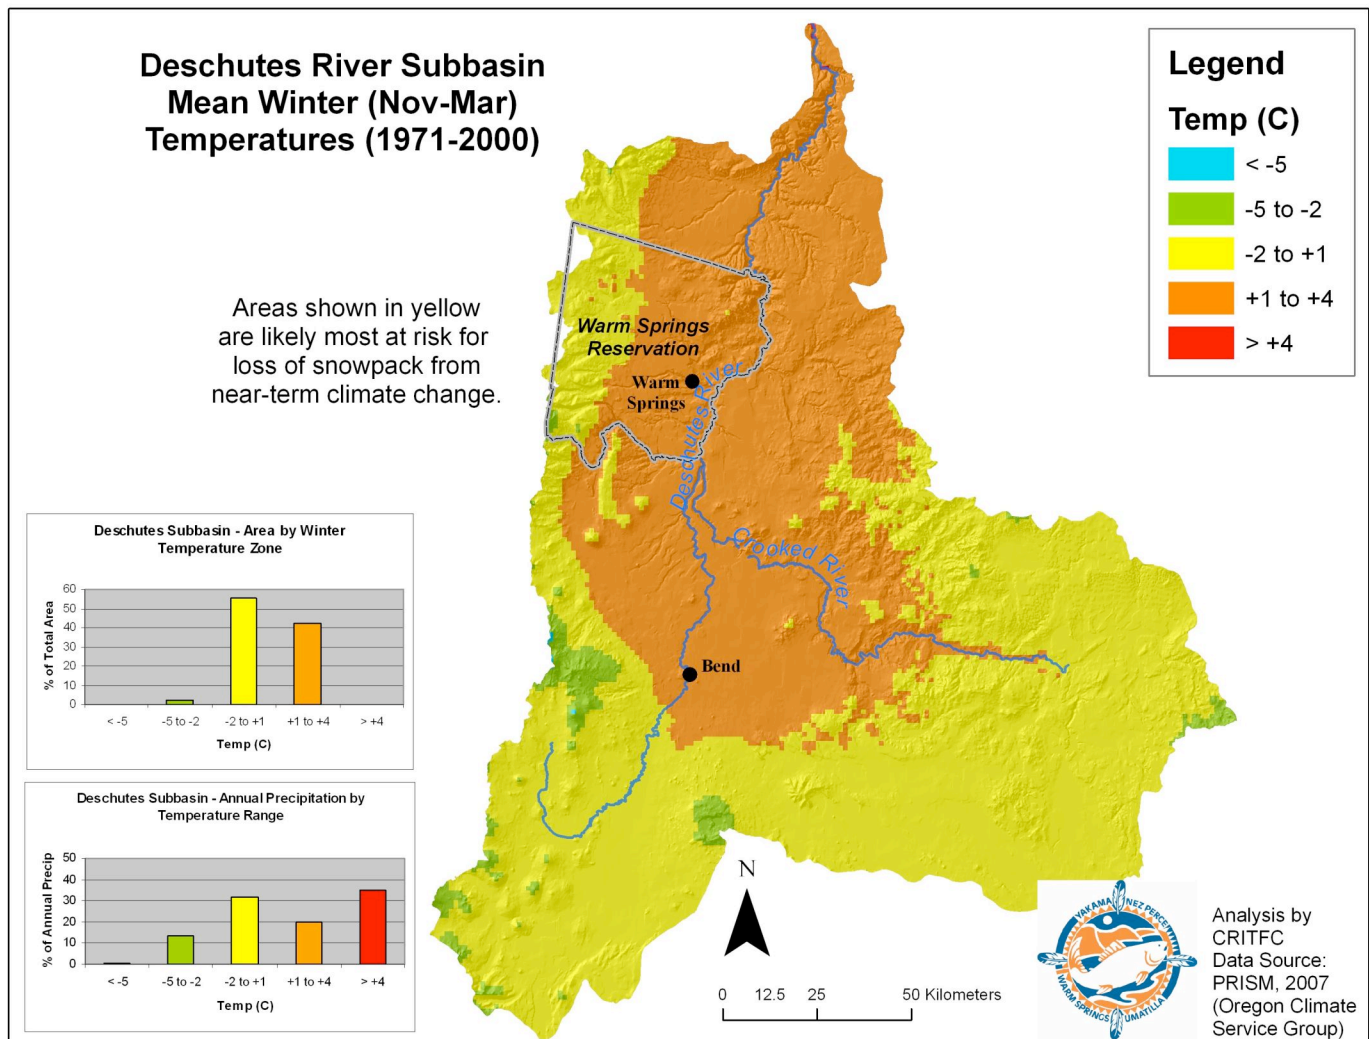 Deschutes River Subbasin
Mean Winter (Nov-Mar)
Temperatures (1971-2000)
Legend
Temp (C)
< -5
-5 to -2
-2 to +1
+1 to +4
> +4
Areas shown in yellow
are likely most at risk for
loss of snowpack from
near-term climate change.
Warm Springs
Reservation
Warm
Springs
Deschutes River
Crooked River
Bend
Deschutes Subbasin - Area by Winter
Temperature Zone
% of Total Area
60
50
40
30
20
10
0
< -5
-5 to -2
-2 to +1
+1 to +4
> +4
Temp (C)
Deschutes Subbasin - Annual Precipitation by
Temperature Range
% of Annual Precip
50
40
30
20
10
0
< -5
-5 to -2
-2 to +1
+1 to +4
> +4
Temp (C)
N
0 12.5 25 50 Kilometers
YAKAMA NEZ PERCE
WARM SPRINGS UMATILLA
Analysis by
CRITFC
Data Source:
PRISM, 2007
(Oregon Climate
Service Group)